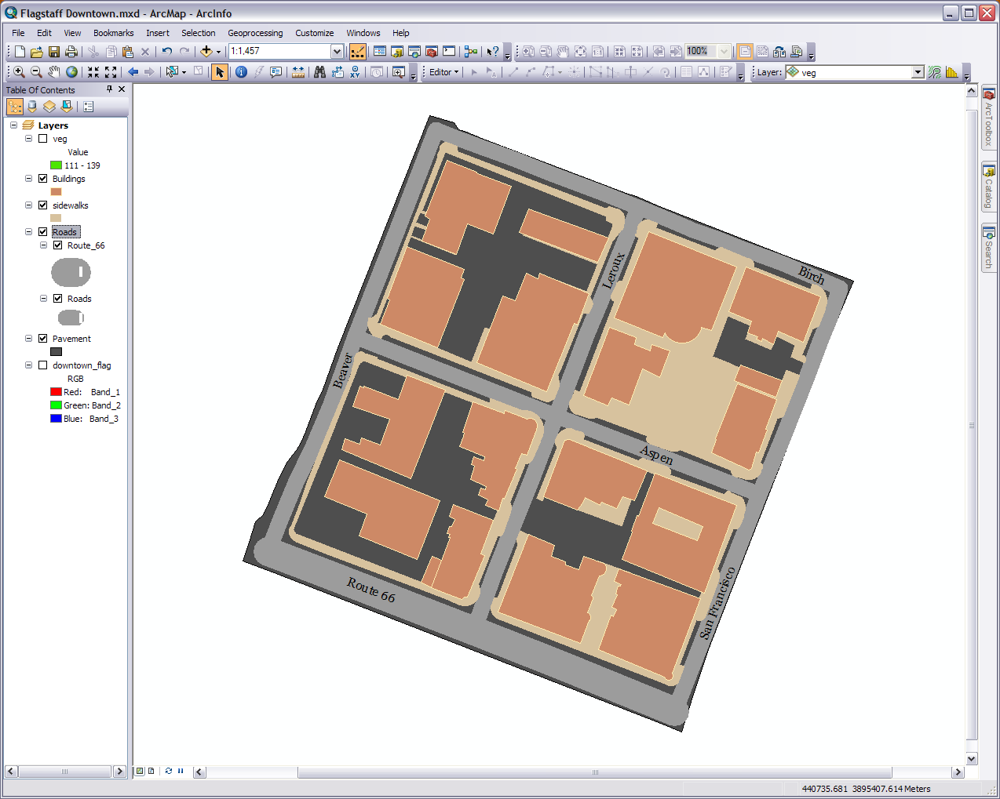 Flagstaff Downtown.mxd - ArcMap - ArcInfo
File Edit View Bookmarks Insert Selection Geoprocessing Customize Windows Help
1:1,457
100%
Editor
Layer: veg
Table Of Contents
Layers
veg
Value
111 - 139
Buildings
sidewalks
Roads
Route_66
Roads
Pavement
downtown_flag
RGB
Red: Band_1
Green: Band_2
Blue: Band_3
Birch
Leroux
Beaver
Aspen
Route 66
San Francisco
ArcToolbox
Catalog
Search
440735.681 3895407.614 Meters